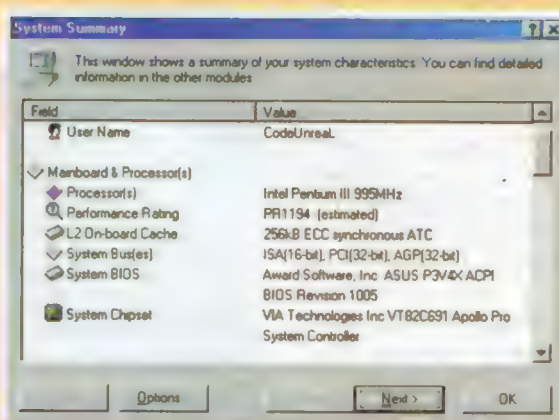 System Summary
This window shows a summary of your system characteristics. You can find detailed
information in the other modules
Field Value
User Name CodeUnreaL
Mainboard & Processor(s)
Processor(s) Intel Pentium III 995MHz
Performance Rating PR1194 (estimated)
L2 On-board Cache 256kB ECC synchronous ATC
System Bus(es) ISA(16-bit), PCI(32-bit), AGP(32-bit)
System BIOS Award Software, Inc. ASUS P3V4X ACPI
BIOS Revision 1005
System Chipset VIA Technologies Inc VT82C691 Apollo Pro
System Controller
Options Next > OK